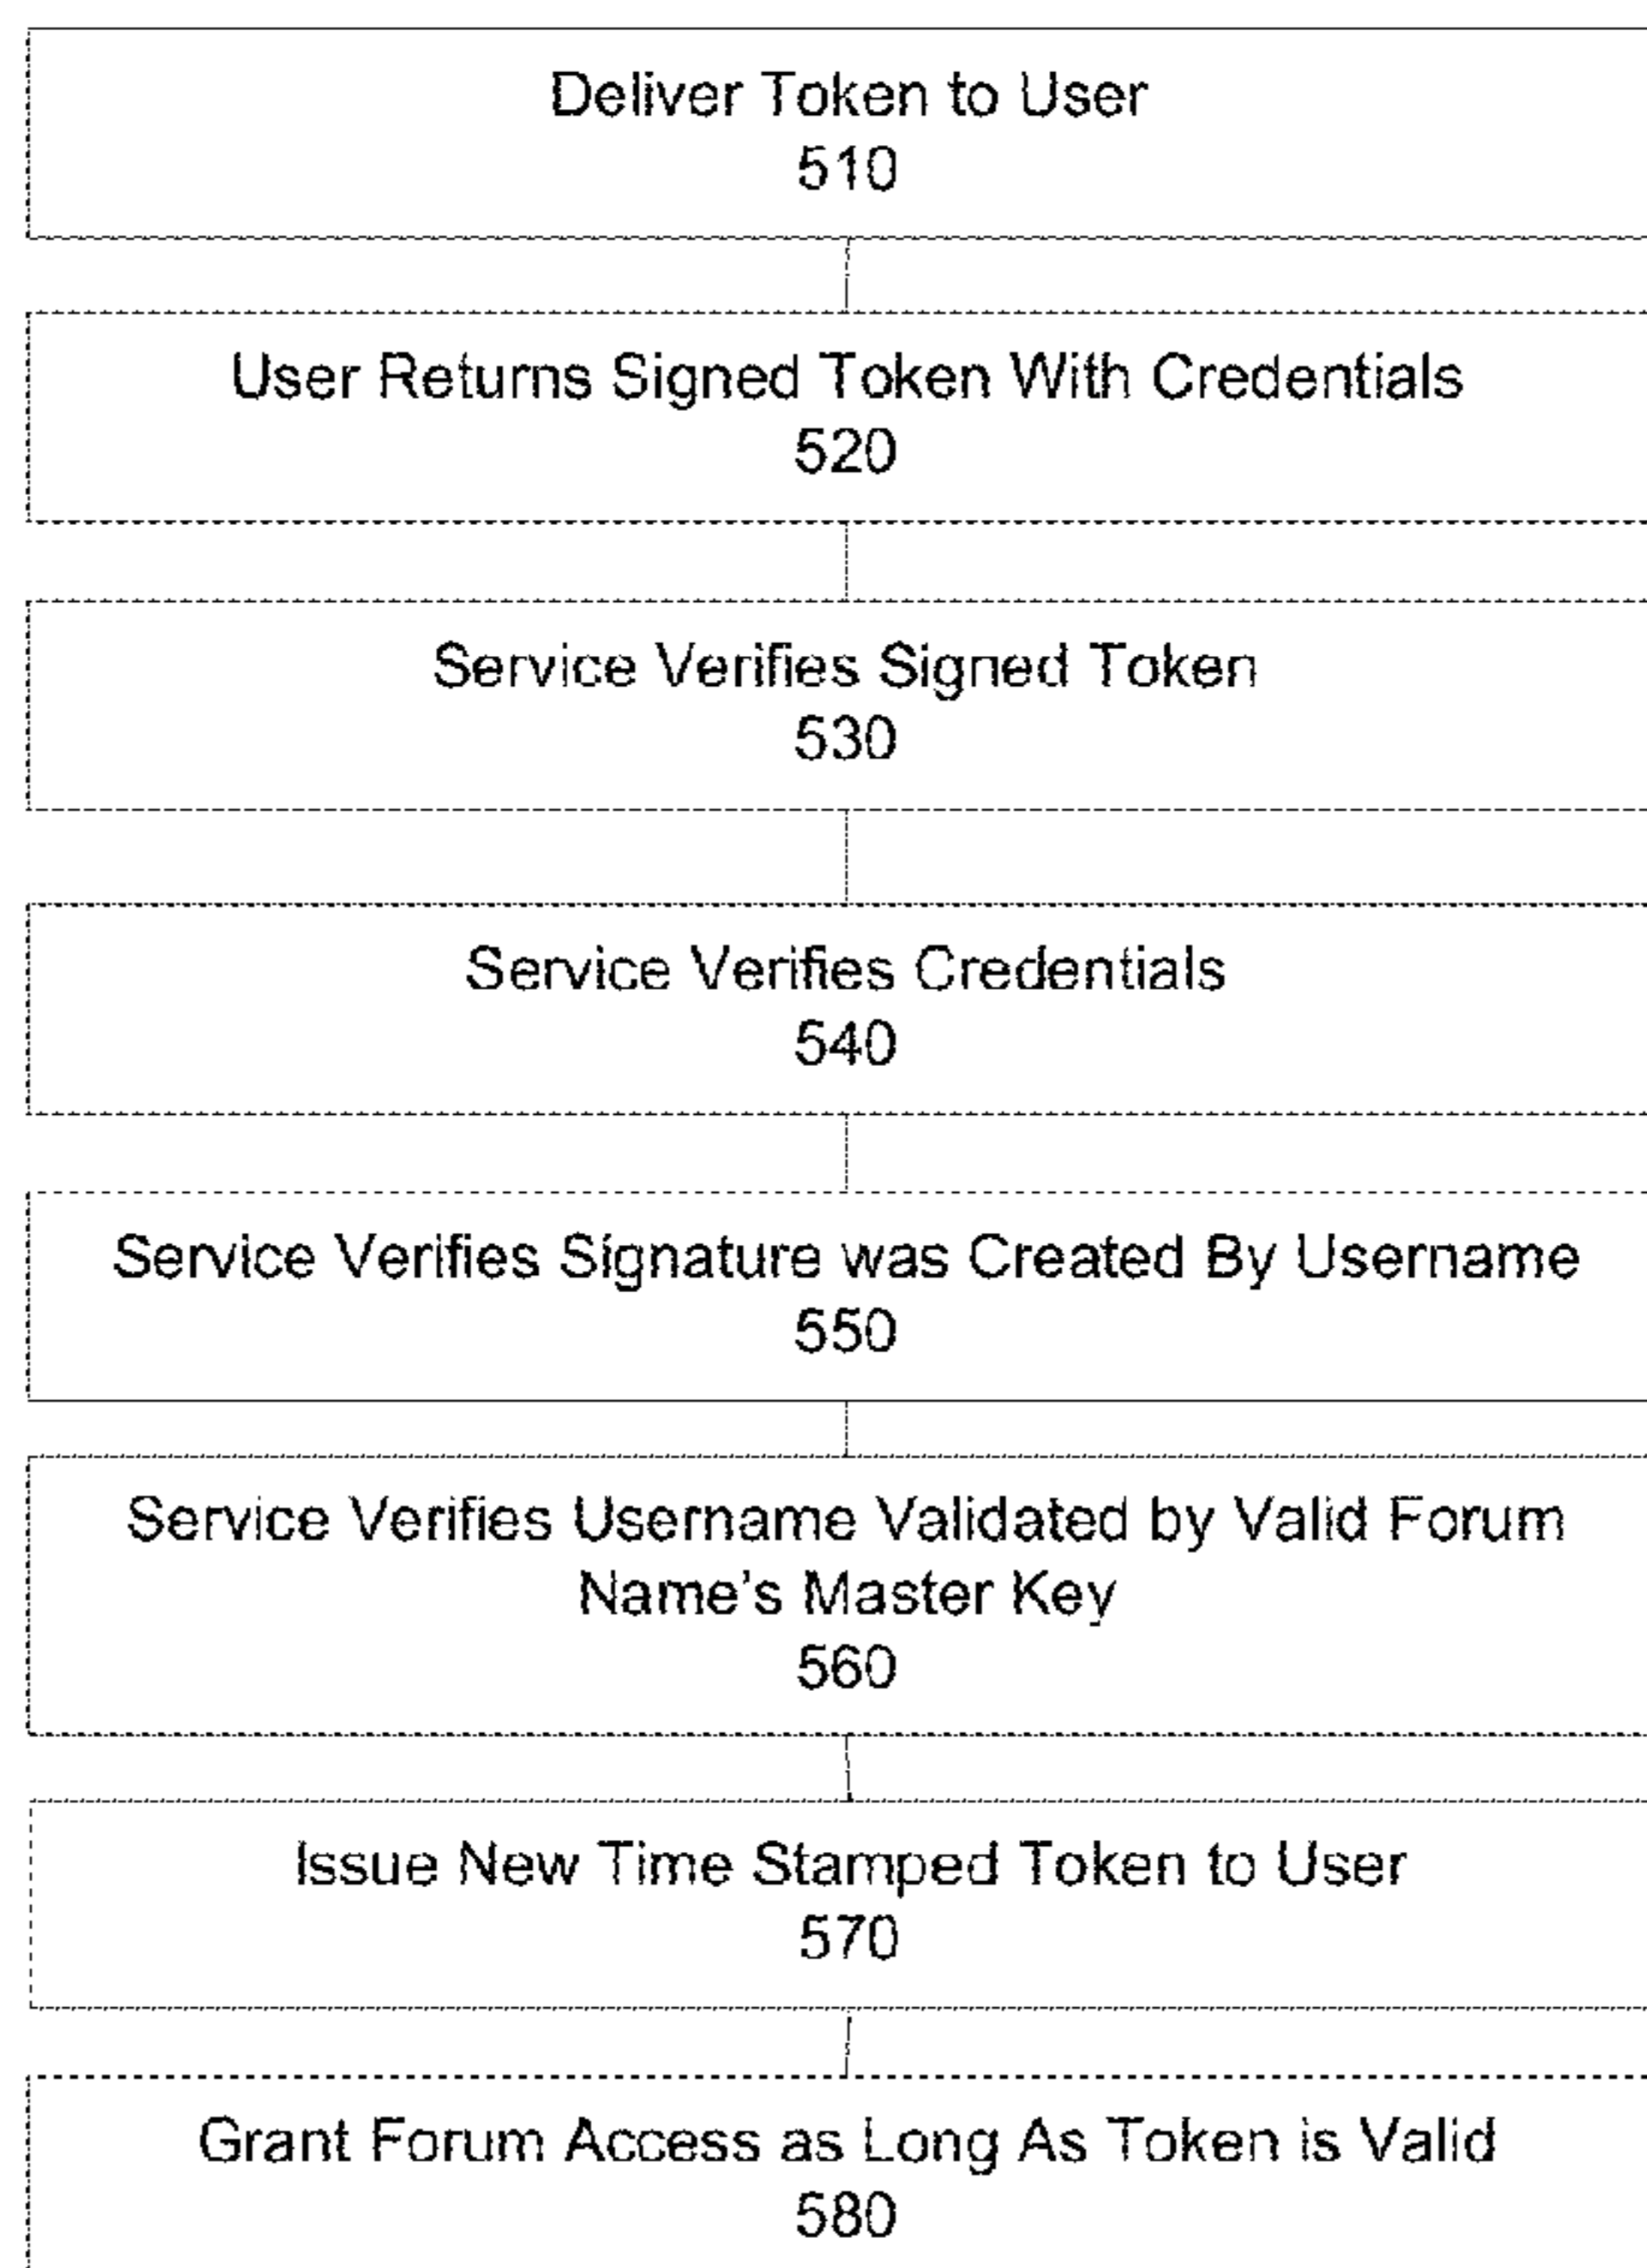 Deliver Token to User
510
User Returns Signed Token With Credentials
520
Service Verifies Signed Token
530
Service Verifies Credentials
540
Service Verifies Signature was Created By Username
550
Service Verifies Username Validated by Valid Forum
Name's Master Key
560
Issue New Time Stamped Token to User
570
Grant Forum Access as Long As Token is Valid
580